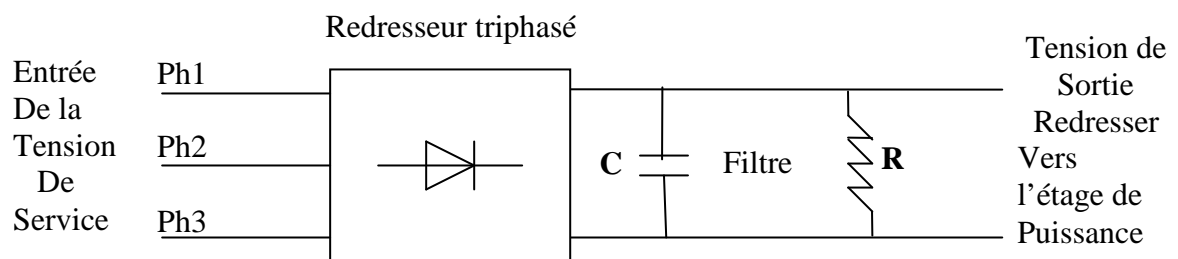 Redresseur triphasé
Entrée
De la
Tension
De
Service
Ph1
Ph2
Ph3
C
Filtre
R
Tension de
Sortie
Redresser
Vers
l’étage de
Puissance